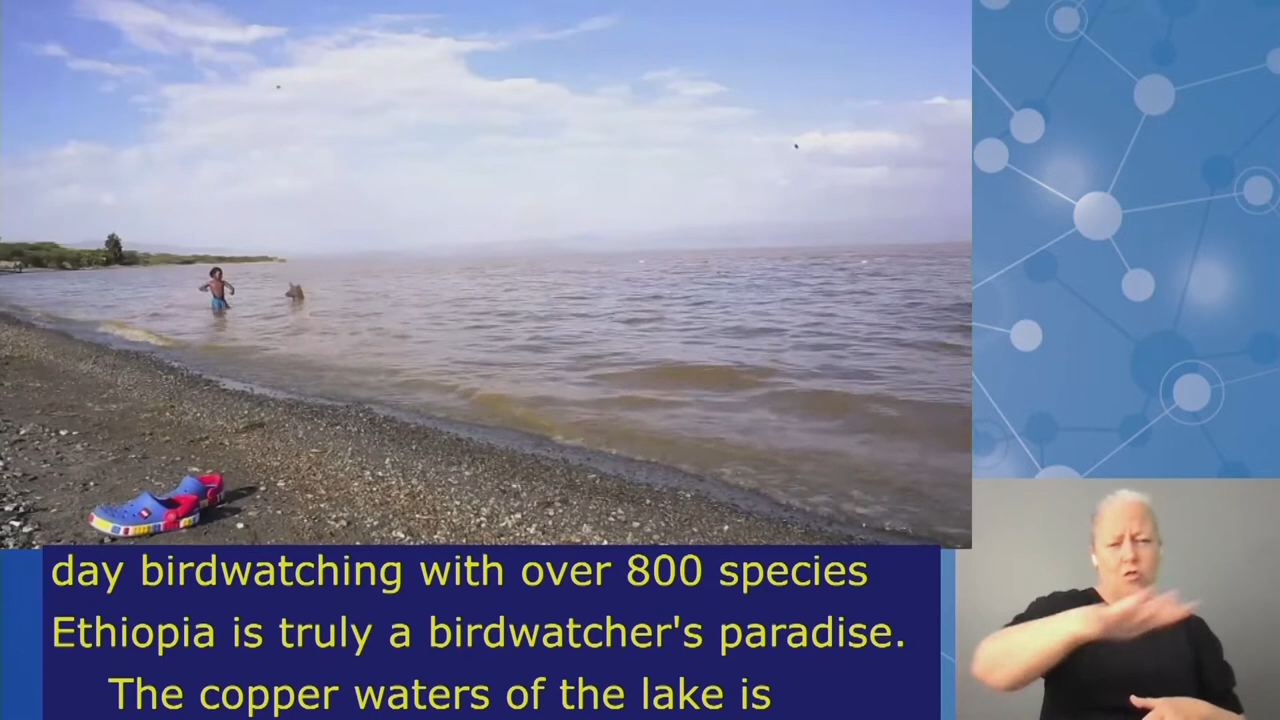 day birdwatching with over 800 species
Ethiopia is truly a birdwatcher's paradise.
The copper waters of the lake is